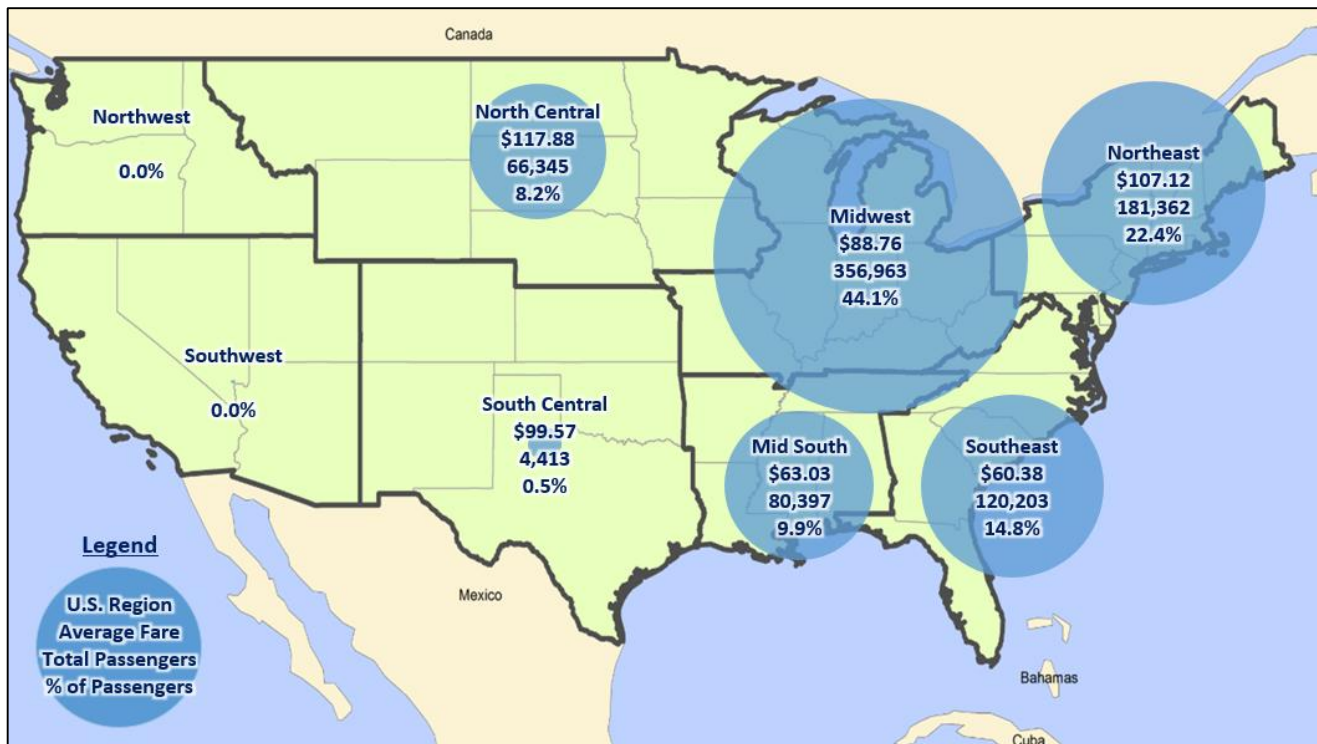 Canada
Northwest
0.0%
North Central
$117.88
66,345
8.2%
Midwest
$88.76
356,963
44.1%
Northeast
$107.12
181,362
22.4%
Southwest
0.0%
South Central
$99.57
4,413
0.5%
Mid South
$63.03
80,397
9.9%
Southeast
$60.38
120,203
14.8%
Legend
U.S. Region
Average Fare
Total Passengers
% of Passengers
Mexico
Bahamas
Cuba